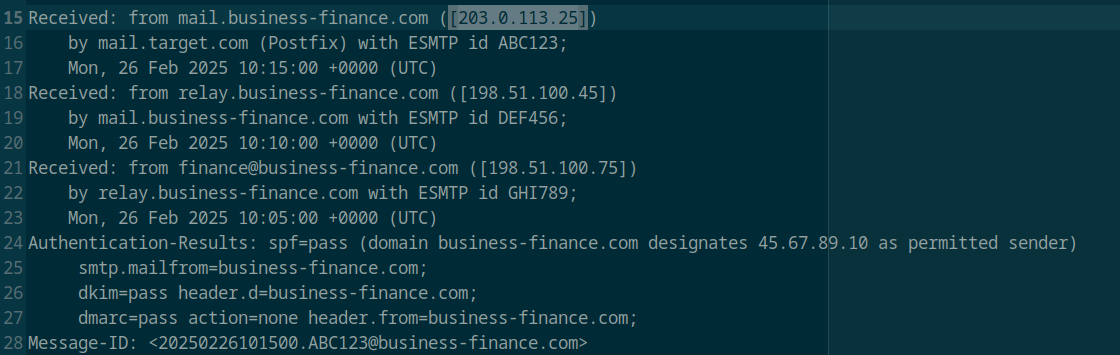 15 Received: from mail.business-finance.com ([203.0.113.25])
16     by mail.target.com (Postfix) with ESMTP id ABC123;
17     Mon, 26 Feb 2025 10:15:00 +0000 (UTC)
18 Received: from relay.business-finance.com ([198.51.100.45])
19     by mail.business-finance.com with ESMTP id DEF456;
20     Mon, 26 Feb 2025 10:10:00 +0000 (UTC)
21 Received: from finance@business-finance.com ([198.51.100.75])
22     by relay.business-finance.com with ESMTP id GHI789;
23     Mon, 26 Feb 2025 10:05:00 +0000 (UTC)
24 Authentication-Results: spf=pass (domain business-finance.com designates 45.67.89.10 as permitted sender)
25      smtp.mailfrom=business-finance.com;
26      dkim=pass header.d=business-finance.com;
27      dmarc=pass action=none header.from=business-finance.com;
28 Message-ID: <20250226101500.ABC123@business-finance.com>